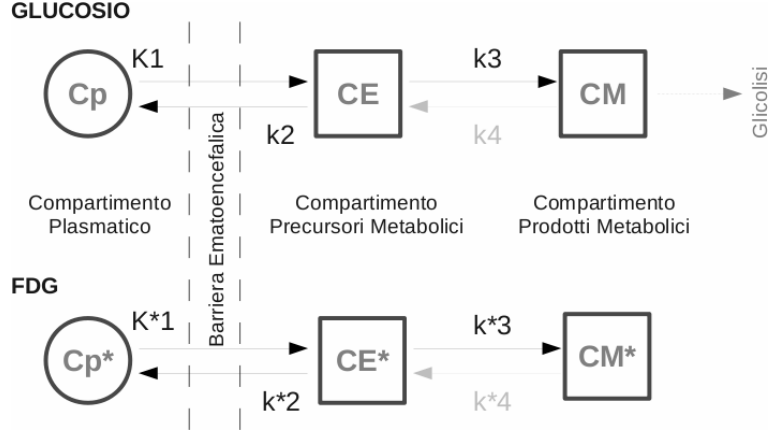 GLUCOSIO
K1
k3
Cp
CE
CM
Glicolisi
k2
k4
Compartimento
Plasmatico
Barriera Ematoencefalica
Compartimento
Precursori Metabolici
Compartimento
Prodotti Metabolici
FDG
K*1
k*3
Cp*
CE*
CM*
k*2
k*4